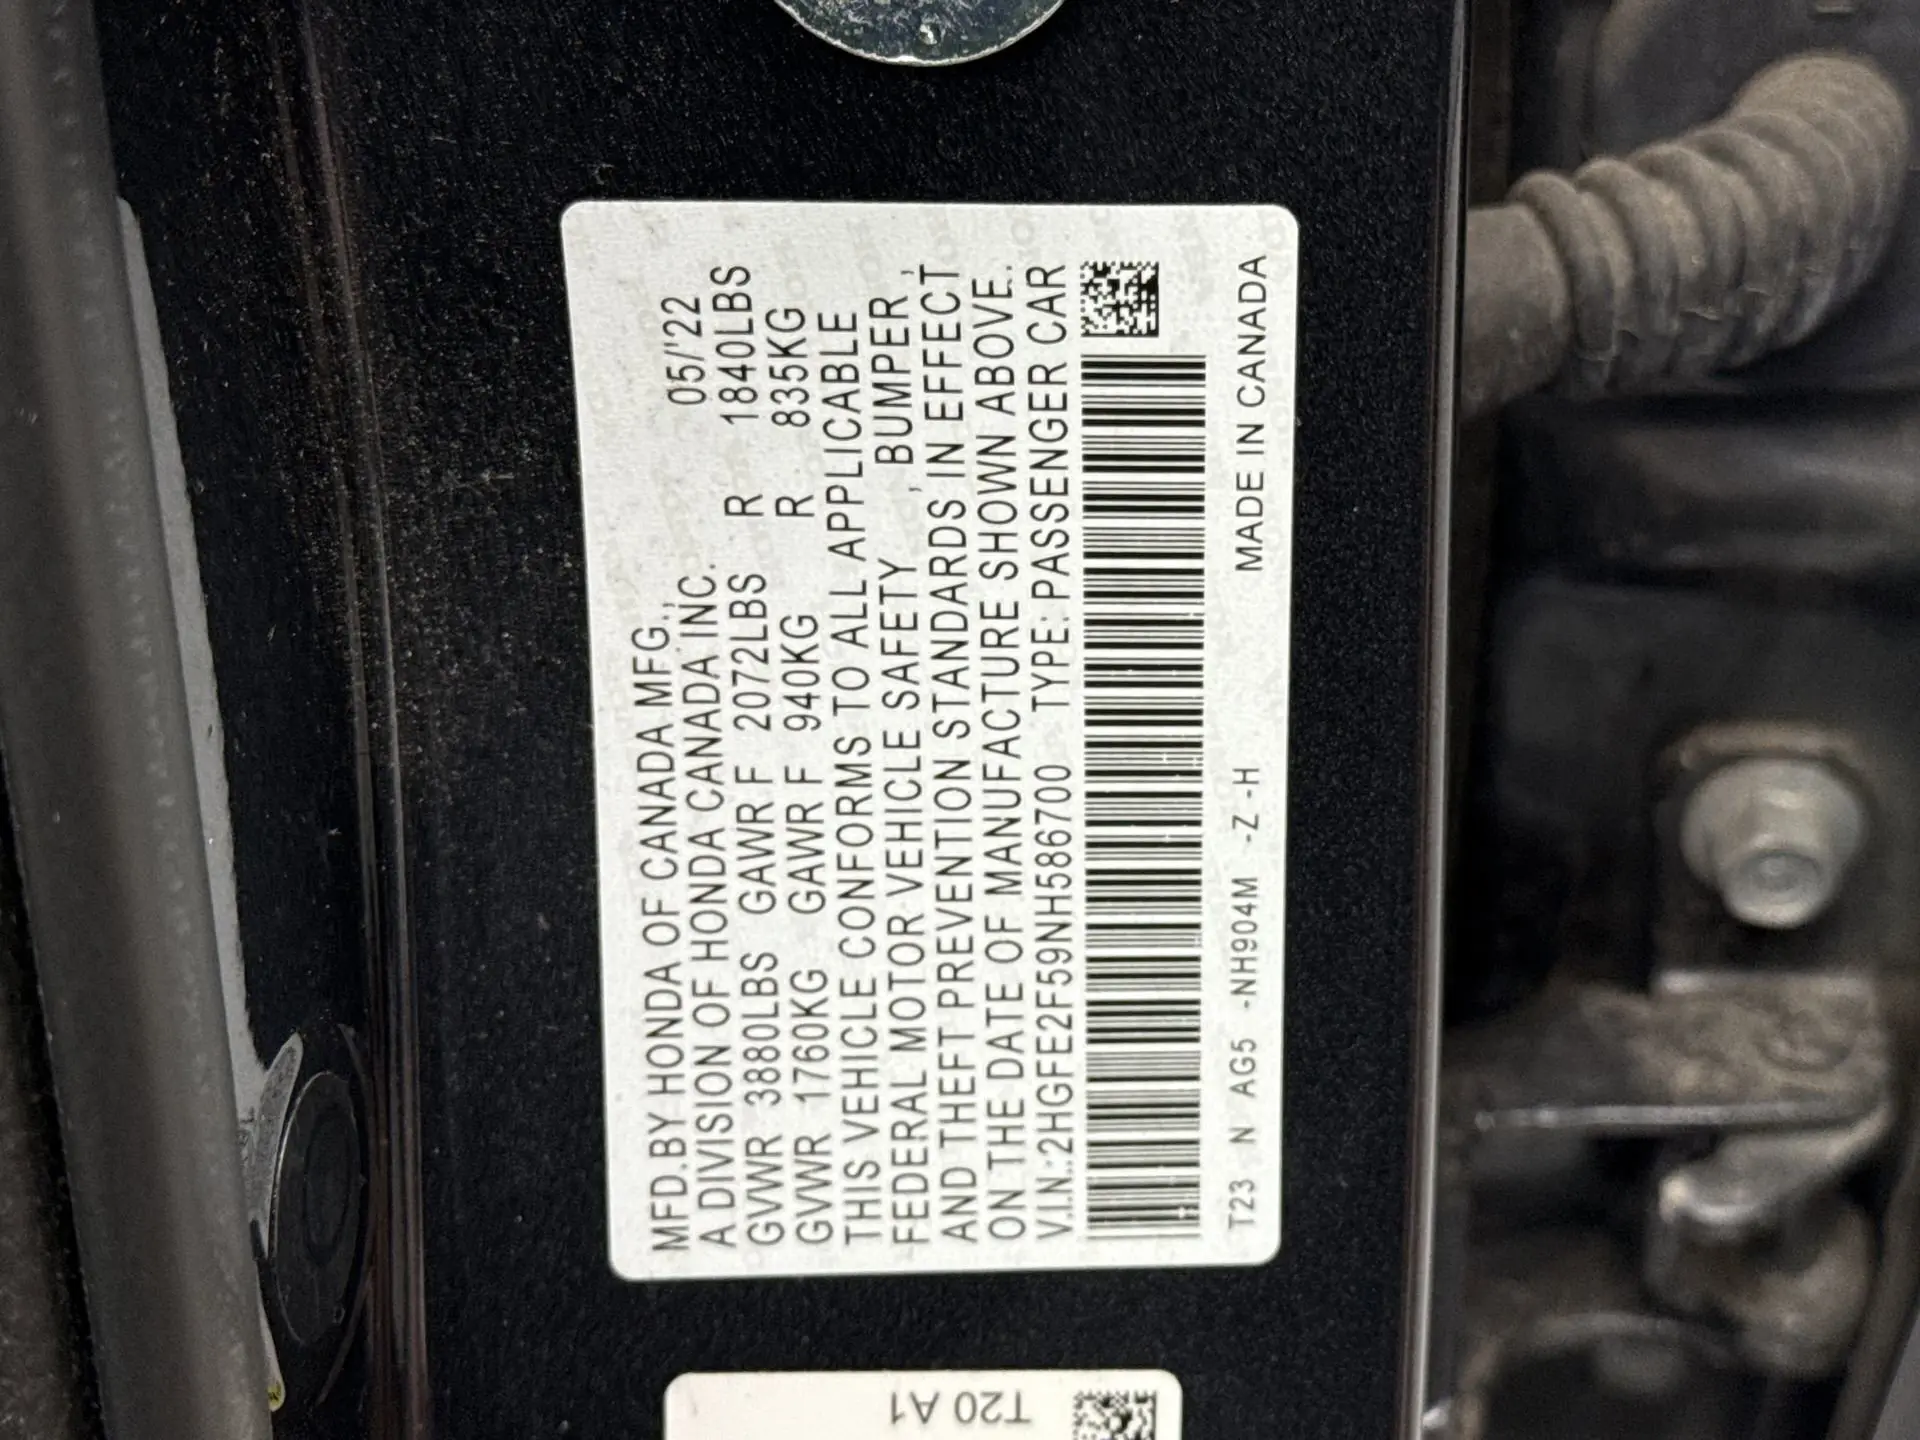 MFD.BY HONDA OF CANADA MFG.,
A DIVISION OF HONDA CANADA INC. 05/'22
GVWR 3880LBS GAWR F 2072LBS R 1840LBS
GVWR 1760KG GAWR F 940KG R 835KG
THIS VEHICLE CONFORMS TO ALL APPLICABLE
FEDERAL MOTOR VEHICLE SAFETY , BUMPER ,
AND THEFT PREVENTION STANDARDS IN EFFECT
ON THE DATE OF MANUFACTURE SHOWN ABOVE.
V.I.N.:2HGFE2F59NH586700 TYPE:PASSENGER CAR
T23 N AG5 -NH904M -Z -H MADE IN CANADA
T20 A1